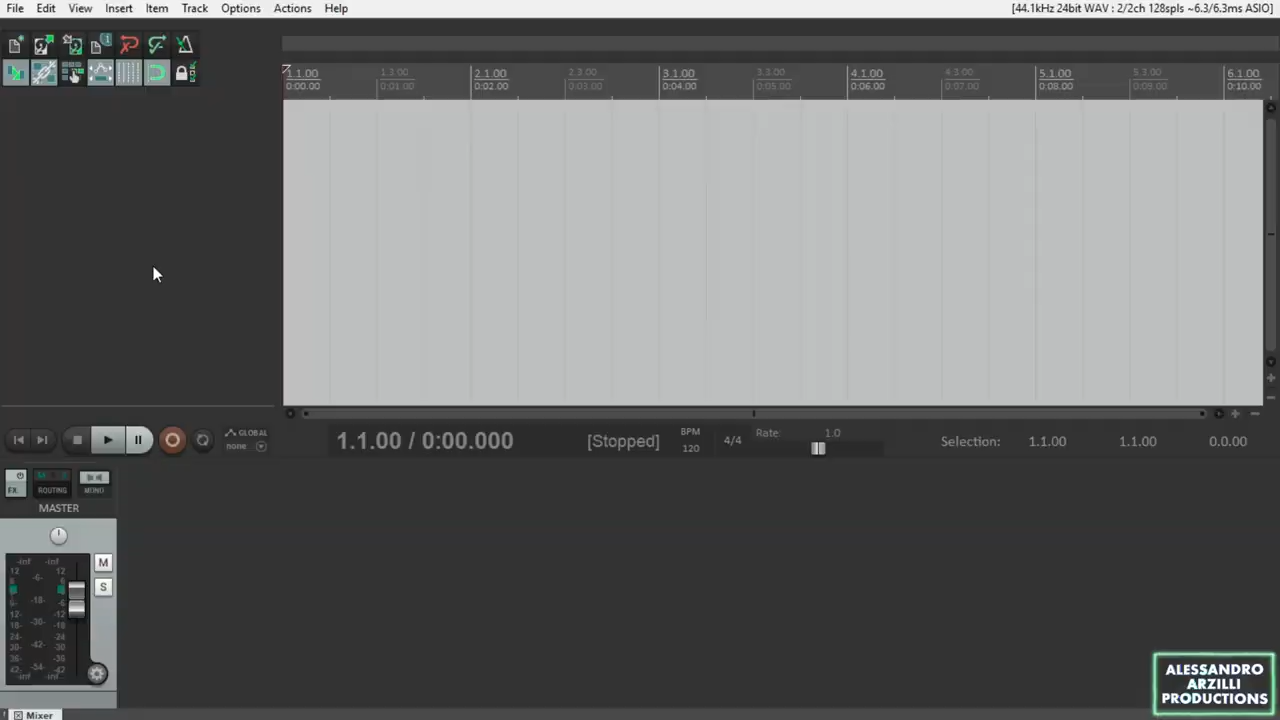 File Edit View Insert Item Track Options Actions Help
[44.1kHz 24bit WAV : 2/2ch 128spls ~6.3/6.3ms ASIO]
1.1.00 1.3.00 2.1.00 2.3.00 3.1.00 3.3.00 4.1.00 4.3.00 5.1.00 5.3.00 6.1.00
0:00.00 0:01.00 0:02.00 0:03.00 0:04.00 0:05.00 0:06.00 0:07.00 0:08.00 0:09.00 0:10.00
GLOBAL
none
1.1.00 / 0:00.000
[Stopped]
BPM
120
4/4
Rate: 1.0
Selection: 1.1.00 1.1.00 0.0.00
FX
ROUTING
MONO
MASTER
M
S
-inf -inf
12 12
-6-
6- -6
-18-
12- -12
18- -18
-30-
24- -24
30- -30
-42-
36- -36
-54-
42- -42
-inf -inf
Mixer
ALESSANDRO
ARZILLI
PRODUCTIONS